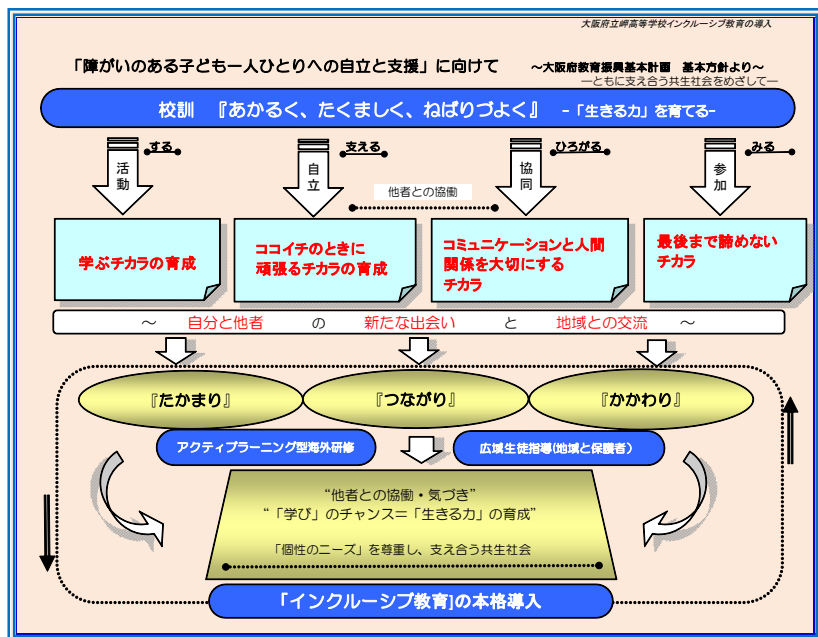 大阪府立岬高等学校インクルーシブ教育の導入
「障がいのある子ども一人ひとりへの自立と支援」に向けて　～大阪府教育振興基本計画　基本方針より～
―ともに支え合う共生社会をめざして―
校訓　『あかるく、たくましく、ねばりづよく』　-「生きる力」を育てる-
する
支える
ひろがる
みる
活動
自立
協同
参加
他者との協働
学ぶチカラの育成
ココイチのときに
頑張るチカラの育成
コミュニケーションと人間
関係を大切にする
チカラ
最後まで諦めない
チカラ
～　自分と他者　の　新たな出会い　と　地域との交流　～
『たかまり』
『つながり』
『かかわり』
アクティブラーニング型海外研修
広域生徒指導(地域と保護者）
“他者との協働・気づき”
“「学び」のチャンス＝「生きる力」の育成”
「個性のニーズ」を尊重し、支え合う共生社会
「インクルーシブ教育]の本格導入